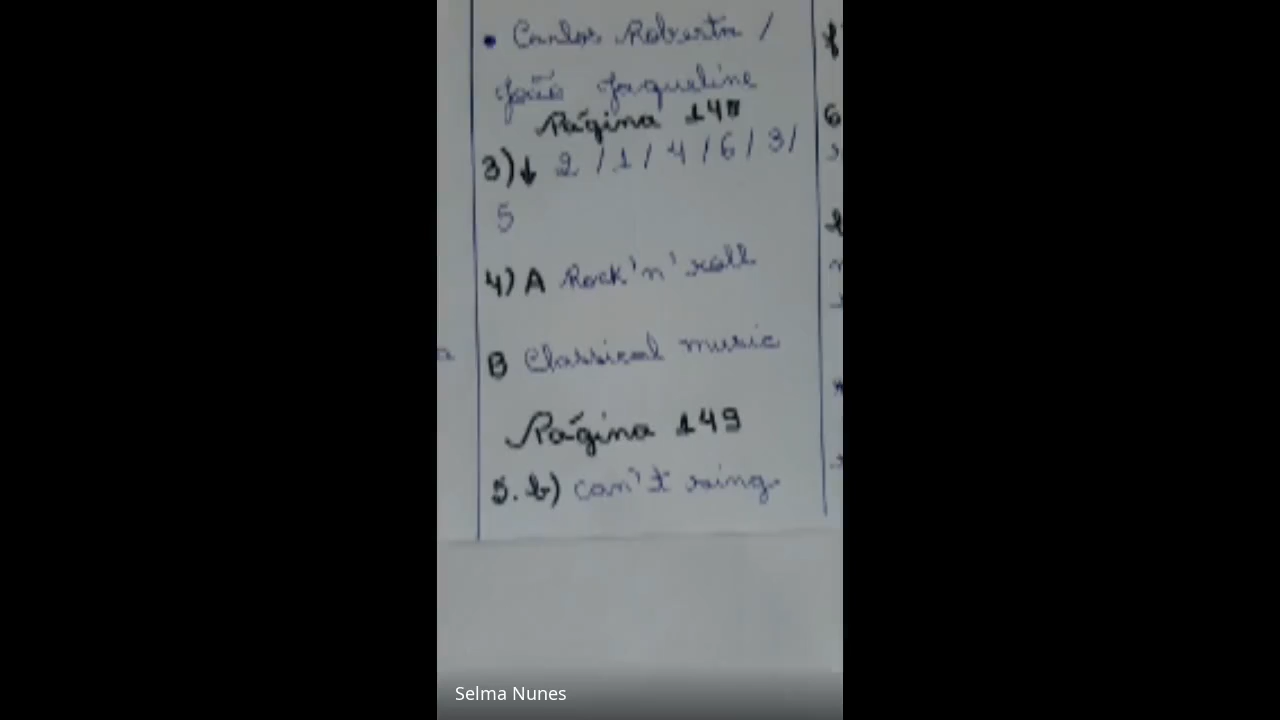 • Carlos Roberta /
João Jaqueline
Página 148
3)↓ 2 / 1 / 4 / 6 / 3 /
5
4) A Rock'n' roll
B Classical music
Página 149
5. b) can't sing
Selma Nunes